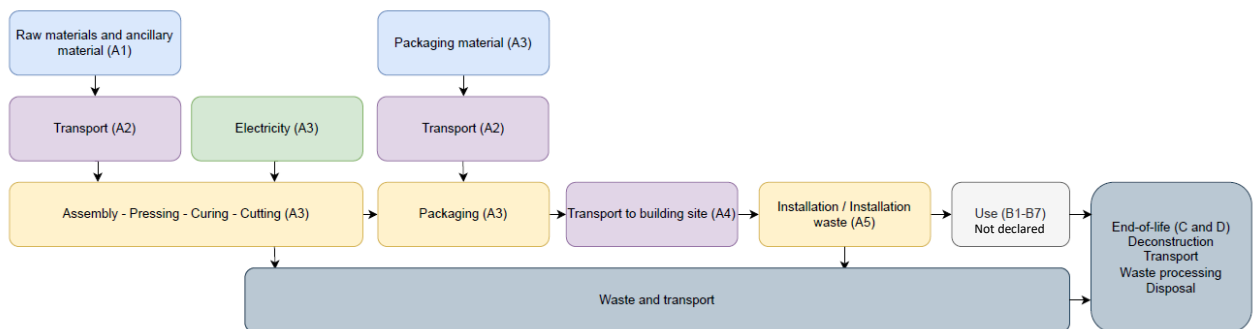 Raw materials and ancillary
material (A1)
Packaging material (A3)
Transport (A2)
Electricity (A3)
Transport (A2)
Assembly - Pressing - Curing - Cutting (A3)
Packaging (A3)
Transport to building site (A4)
Installation / Installation
waste (A5)
Use (B1-B7)
Not declared
End-of-life (C and D)
Deconstruction
Transport
Waste processing
Disposal
Waste and transport